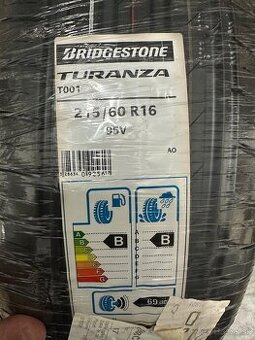 BRIDGESTONE
TURANZA
T001
215/60 R16
95V
AO
B B
69